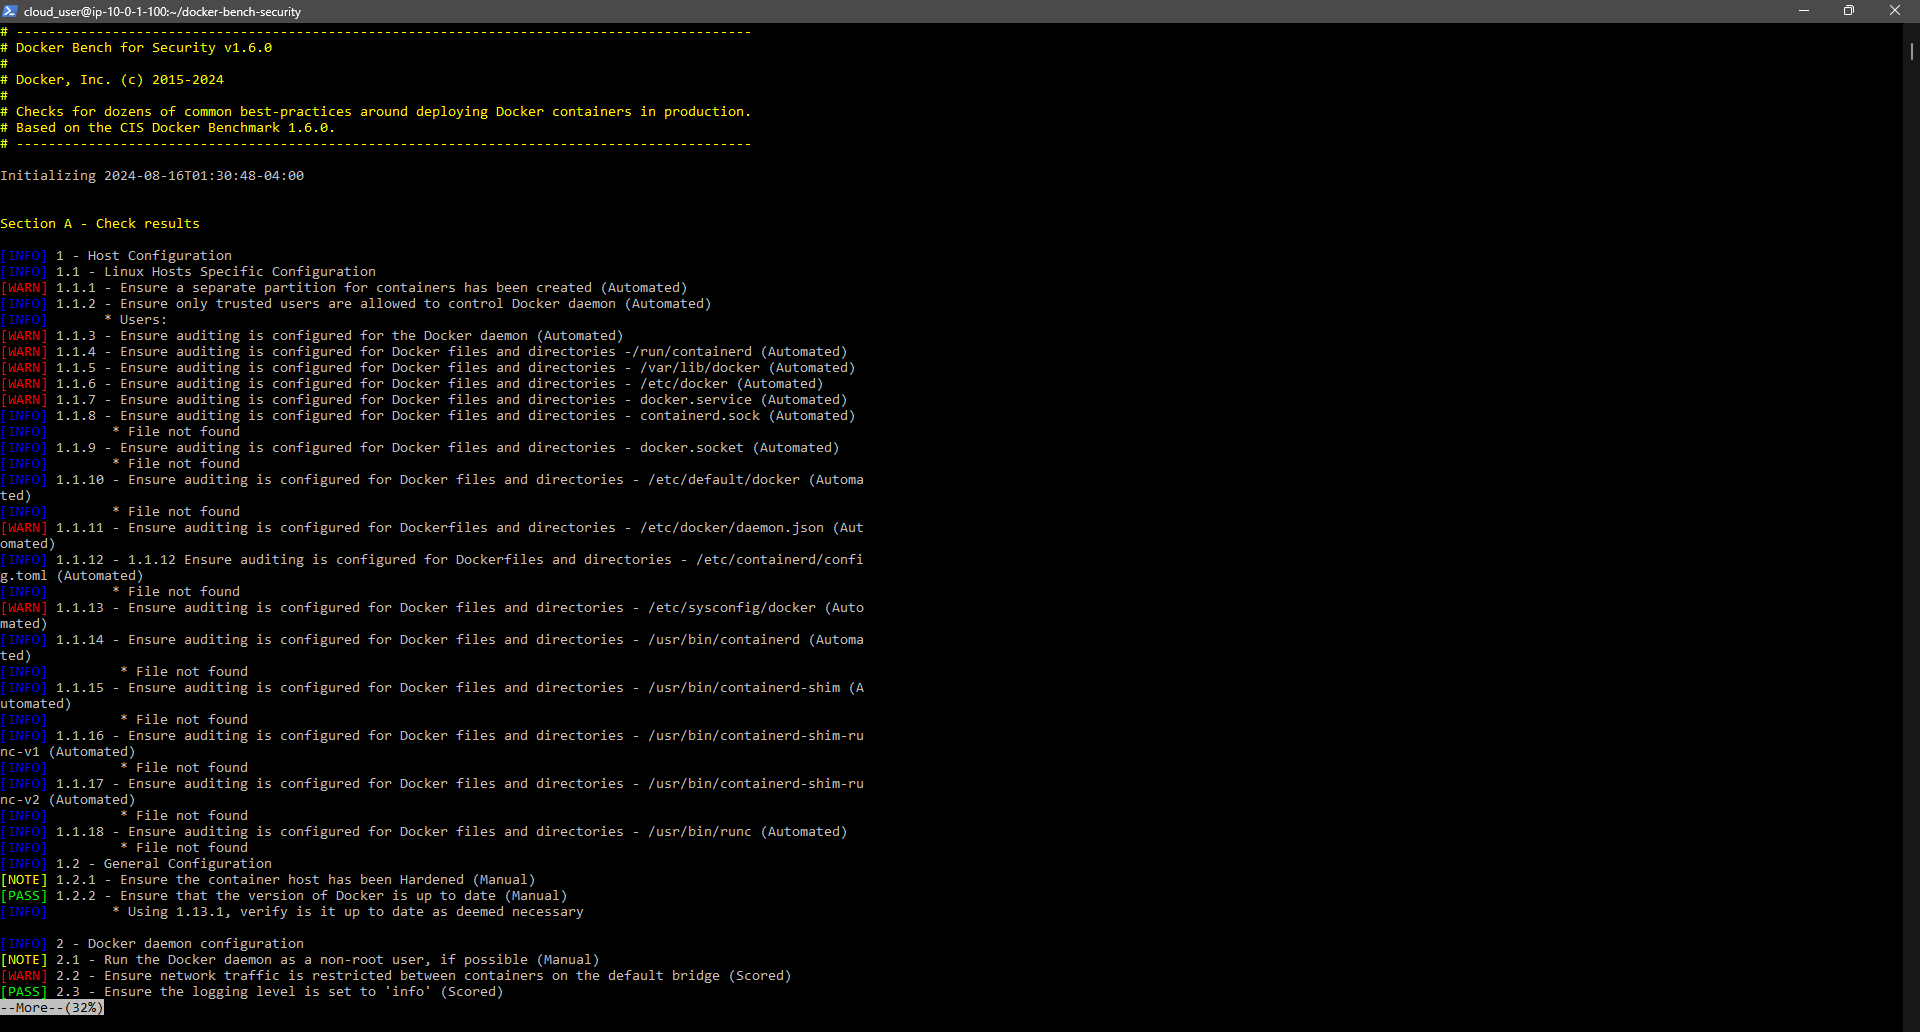 cloud_user@ip-10-0-1-100:~/docker-bench-security
# --------------------------------------------------------------------------------------------
# Docker Bench for Security v1.6.0
#
# Docker, Inc. (c) 2015-2024
#
# Checks for dozens of common best-practices around deploying Docker containers in production.
# Based on the CIS Docker Benchmark 1.6.0.
# --------------------------------------------------------------------------------------------
Initializing 2024-08-16T01:30:48-04:00
Section A - Check results
[INFO] 1 - Host Configuration
[INFO] 1.1 - Linux Hosts Specific Configuration
[WARN] 1.1.1 - Ensure a separate partition for containers has been created (Automated)
[INFO] 1.1.2 - Ensure only trusted users are allowed to control Docker daemon (Automated)
[INFO]       * Users:
[WARN] 1.1.3 - Ensure auditing is configured for the Docker daemon (Automated)
[WARN] 1.1.4 - Ensure auditing is configured for Docker files and directories -/run/containerd (Automated)
[WARN] 1.1.5 - Ensure auditing is configured for Docker files and directories - /var/lib/docker (Automated)
[WARN] 1.1.6 - Ensure auditing is configured for Docker files and directories - /etc/docker (Automated)
[WARN] 1.1.7 - Ensure auditing is configured for Docker files and directories - docker.service (Automated)
[INFO] 1.1.8 - Ensure auditing is configured for Docker files and directories - containerd.sock (Automated)
[INFO]        * File not found
[INFO] 1.1.9 - Ensure auditing is configured for Docker files and directories - docker.socket (Automated)
[INFO]        * File not found
[INFO] 1.1.10 - Ensure auditing is configured for Docker files and directories - /etc/default/docker (Automa
ted)
[INFO]        * File not found
[WARN] 1.1.11 - Ensure auditing is configured for Dockerfiles and directories - /etc/docker/daemon.json (Aut
omated)
[INFO] 1.1.12 - 1.1.12 Ensure auditing is configured for Dockerfiles and directories - /etc/containerd/confi
g.toml (Automated)
[INFO]        * File not found
[WARN] 1.1.13 - Ensure auditing is configured for Docker files and directories - /etc/sysconfig/docker (Auto
mated)
[INFO] 1.1.14 - Ensure auditing is configured for Docker files and directories - /usr/bin/containerd (Automa
ted)
[INFO]         * File not found
[INFO] 1.1.15 - Ensure auditing is configured for Docker files and directories - /usr/bin/containerd-shim (A
utomated)
[INFO]         * File not found
[INFO] 1.1.16 - Ensure auditing is configured for Docker files and directories - /usr/bin/containerd-shim-ru
nc-v1 (Automated)
[INFO]         * File not found
[INFO] 1.1.17 - Ensure auditing is configured for Docker files and directories - /usr/bin/containerd-shim-ru
nc-v2 (Automated)
[INFO]         * File not found
[INFO] 1.1.18 - Ensure auditing is configured for Docker files and directories - /usr/bin/runc (Automated)
[INFO]         * File not found
[INFO] 1.2 - General Configuration
[NOTE] 1.2.1 - Ensure the container host has been Hardened (Manual)
[PASS] 1.2.2 - Ensure that the version of Docker is up to date (Manual)
[INFO]        * Using 1.13.1, verify is it up to date as deemed necessary
[INFO] 2 - Docker daemon configuration
[NOTE] 2.1 - Run the Docker daemon as a non-root user, if possible (Manual)
[WARN] 2.2 - Ensure network traffic is restricted between containers on the default bridge (Scored)
[PASS] 2.3 - Ensure the logging level is set to 'info' (Scored)
--More--(32%)